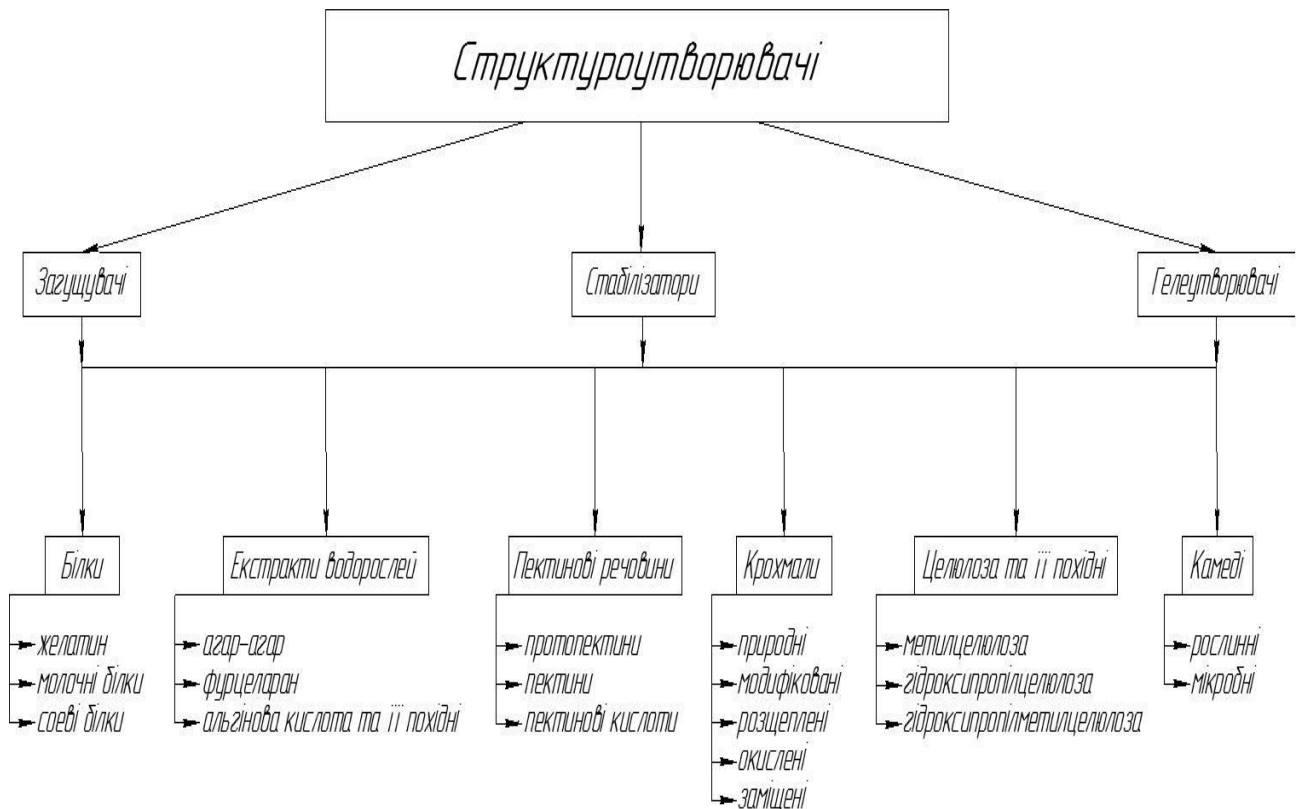 Структуроутворювачі
Загущувачі
Стабілізатори
Гелеутворювачі
Білки
желатин
молочні білки
соеві білки
Екстракти водорослей
агар-агар
фурцеларан
альгінова кислота та її похідні
Пектинові речовини
протопектини
пектини
пектинові кислоти
Крохмали
природні
модифіковані
розщеплені
окислені
заміщені
Целюлоза та її похідні
метилцелюлоза
гідроксипропілцелюлоза
гідроксипропілметилцелюлоза
Камеді
рослинні
мікробні